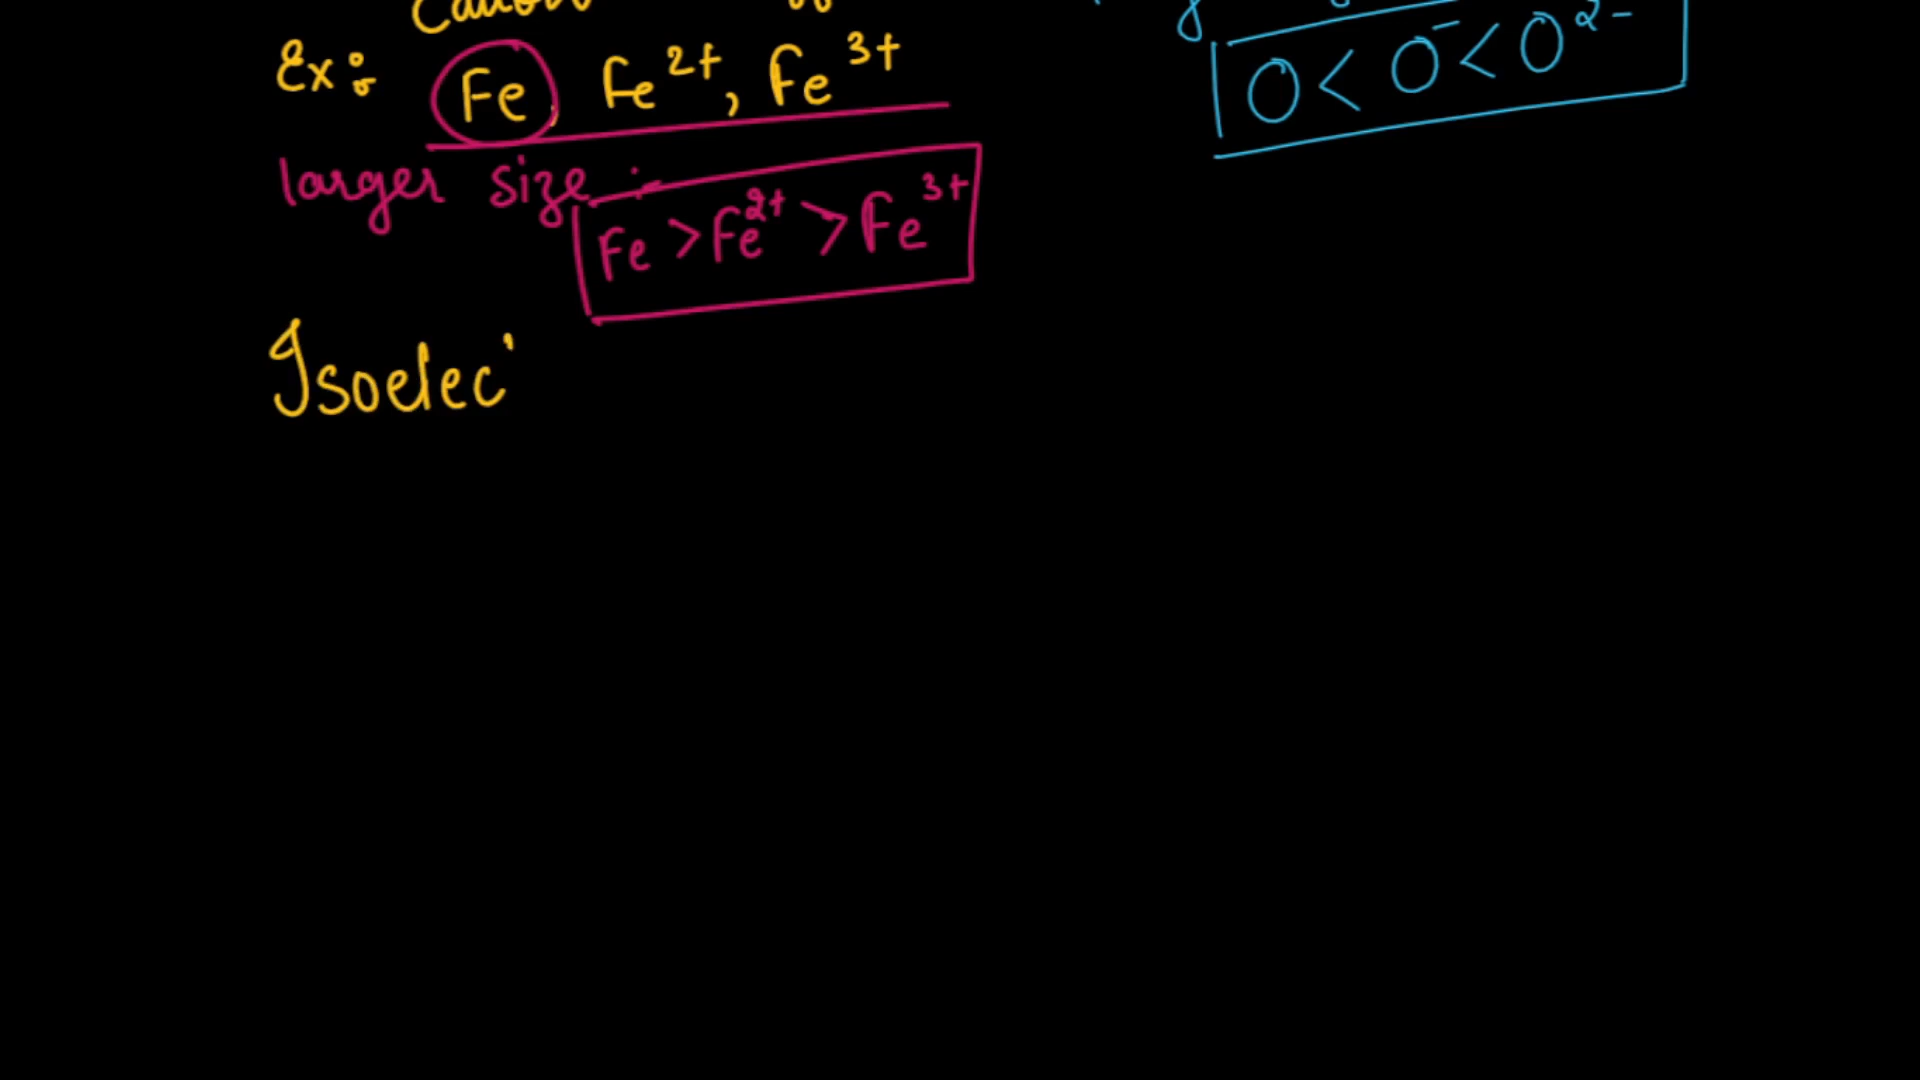 Ex: Fe, Fe²⁺, Fe³⁺
larger size :-
Fe > Fe²⁺ > Fe³⁺
O < O⁻ < O²⁻
Isoelec